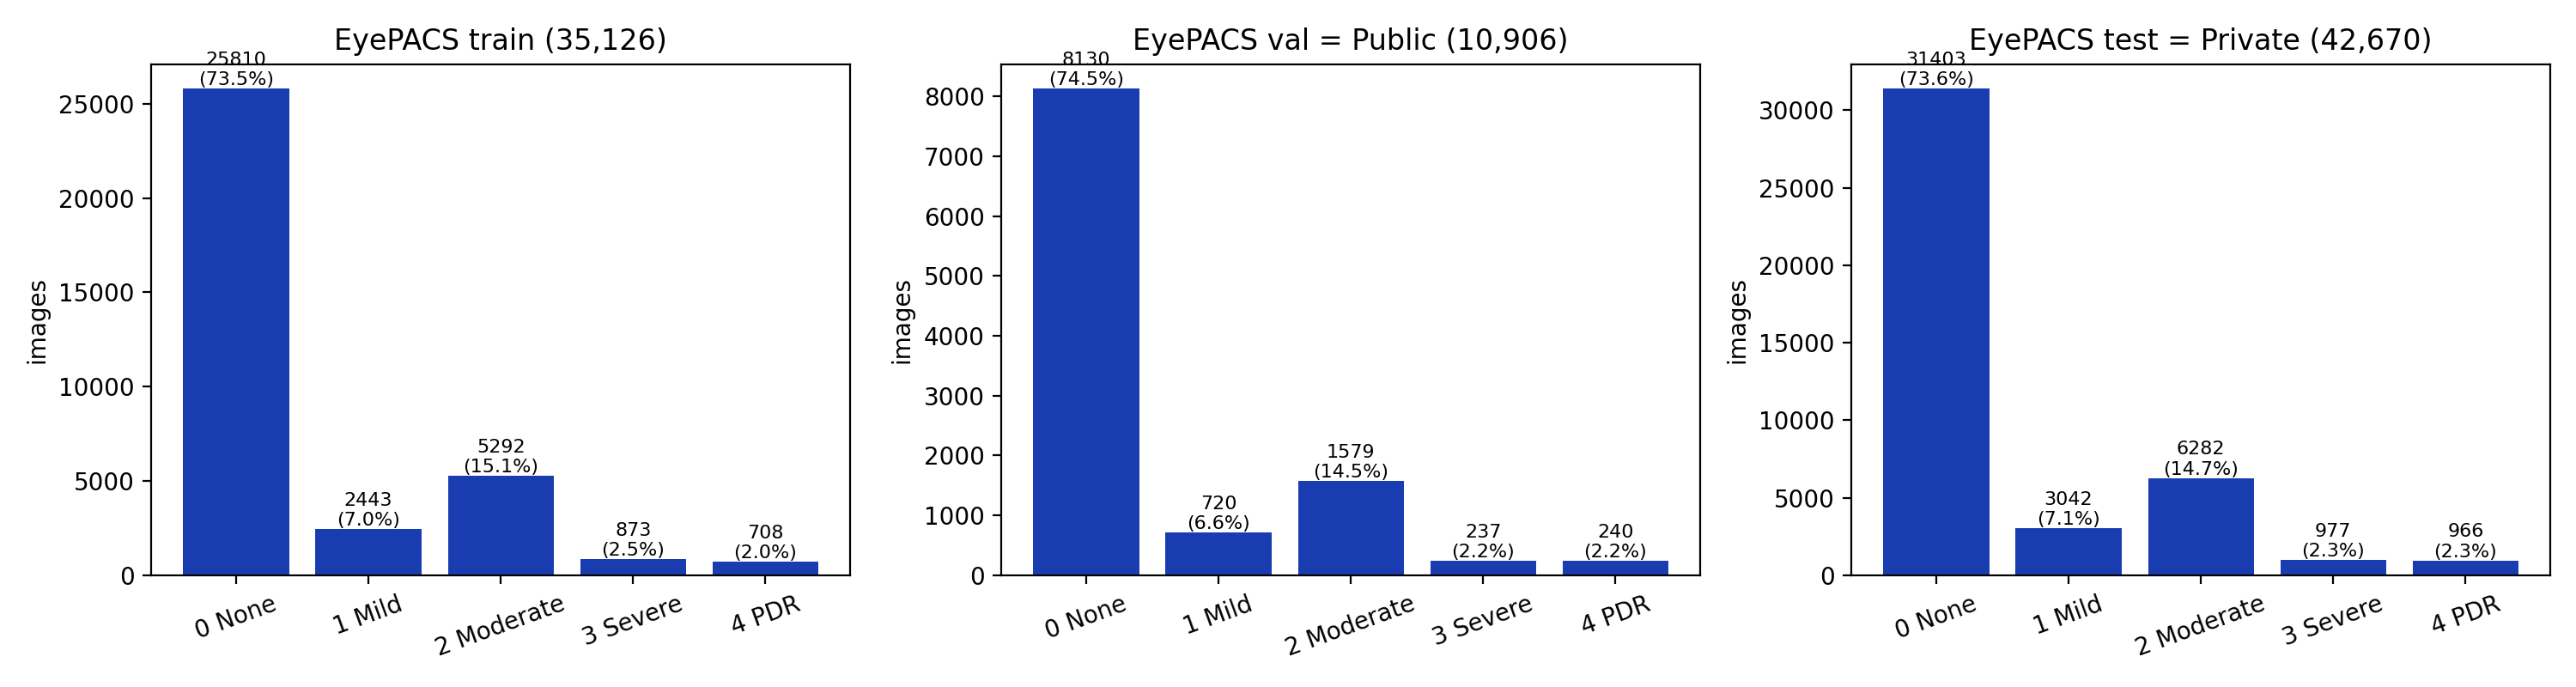 EyePACS train (35,126)
25810
(73.5%)
25000
20000
15000
10000
5000
0
images
2443
(7.0%)
5292
(15.1%)
873
(2.5%)
708
(2.0%)
0 None
1 Mild
2 Moderate
3 Severe
4 PDR
EyePACS val = Public (10,906)
8130
(74.5%)
8000
7000
6000
5000
4000
3000
2000
1000
0
images
720
(6.6%)
1579
(14.5%)
237
(2.2%)
240
(2.2%)
0 None
1 Mild
2 Moderate
3 Severe
4 PDR
EyePACS test = Private (42,670)
31403
(73.6%)
30000
25000
20000
15000
10000
5000
0
images
3042
(7.1%)
6282
(14.7%)
977
(2.3%)
966
(2.3%)
0 None
1 Mild
2 Moderate
3 Severe
4 PDR